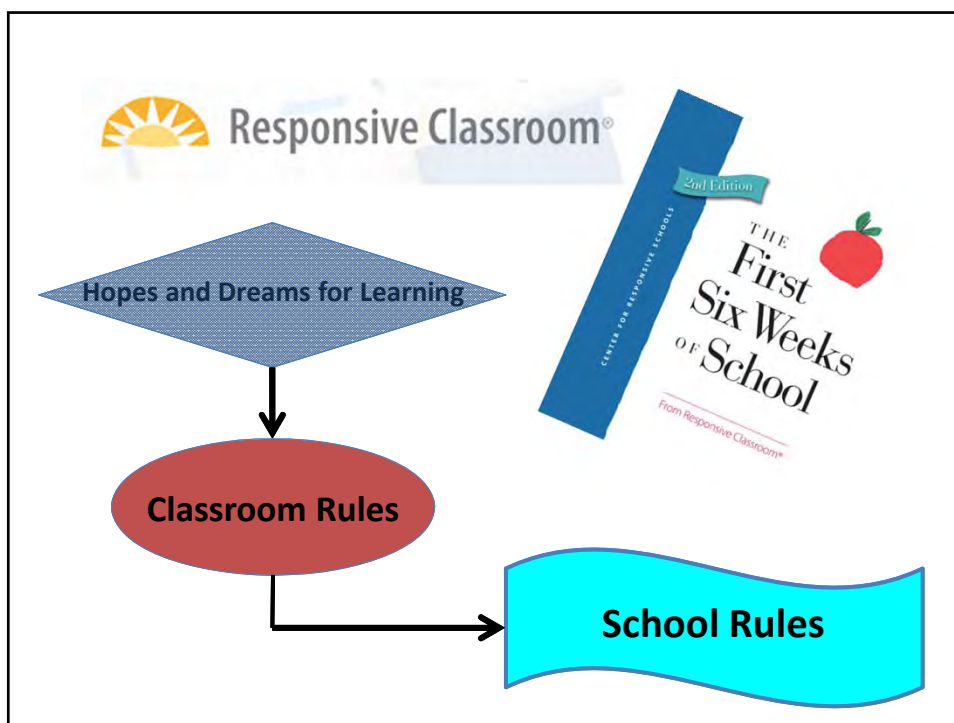 Responsive Classroom®
2nd Edition
CENTER FOR RESPONSIVE SCHOOLS
THE
First
Six Weeks
OF School
From Responsive Classroom®
Hopes and Dreams for Learning
Classroom Rules
School Rules